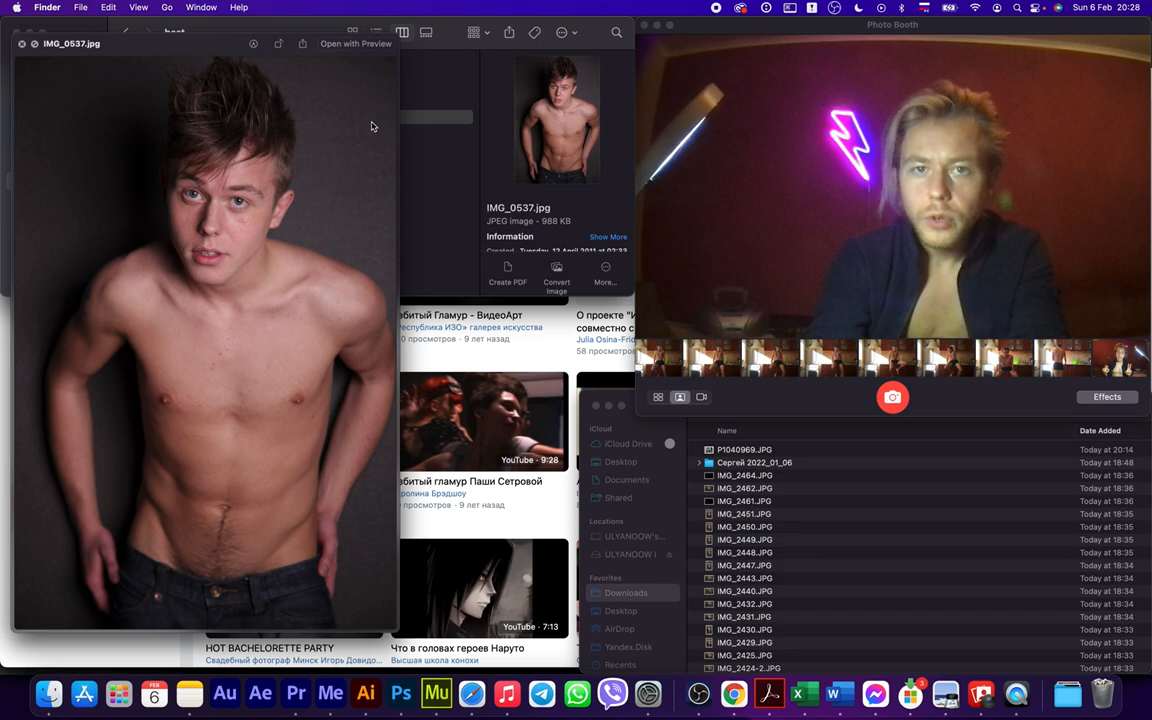 Finder File Edit View Go Window Help
Sun 6 Feb 20:28
IMG_0537.jpg
Open with Preview
IMG_0537.jpg
JPEG image - 988 KB
Information
Show More
Create PDF
Convert Image
More...
Photo Booth
Effects
збитый Гламур - ВидеоАрт
Республика ИЗО» галерея искусства
0 просмотров · 9 лет назад
О проекте "И
совместно с
Julia Osina-Frid
58 просмотров
YouTube · 9:28
збитый гламур Паши Сетровой
ролина Брэдшоу
9 лет назад
YouTube · 7:13
HOT BACHELORETTE PARTY
Свадебный фотограф Минск Игорь Довидо...
Что в головах героев Наруто
Высшая школа конохи
iCloud
iCloud Drive
Desktop
Documents
Shared
Locations
ULYANOOW's...
ULYANOOW I
Favorites
Downloads
Desktop
AirDrop
Yandex.Disk
Recents
Name Date Added
P1040969.JPG Today at 20:14
Сергей 2022_01_06 Today at 18:48
IMG_2464.JPG Today at 18:36
IMG_2462.JPG Today at 18:36
IMG_2461.JPG Today at 18:36
IMG_2451.JPG Today at 18:35
IMG_2450.JPG Today at 18:35
IMG_2449.JPG Today at 18:35
IMG_2448.JPG Today at 18:35
IMG_2447.JPG Today at 18:34
IMG_2443.JPG Today at 18:34
IMG_2440.JPG Today at 18:34
IMG_2432.JPG Today at 18:34
IMG_2431.JPG Today at 18:34
IMG_2430.JPG Today at 18:33
IMG_2429.JPG Today at 18:33
IMG_2425.JPG Today at 18:33
IMG_2424-2.JPG Today at 18:33
FEB
6
Au Ae Pr Me Ai Ps Mu
3